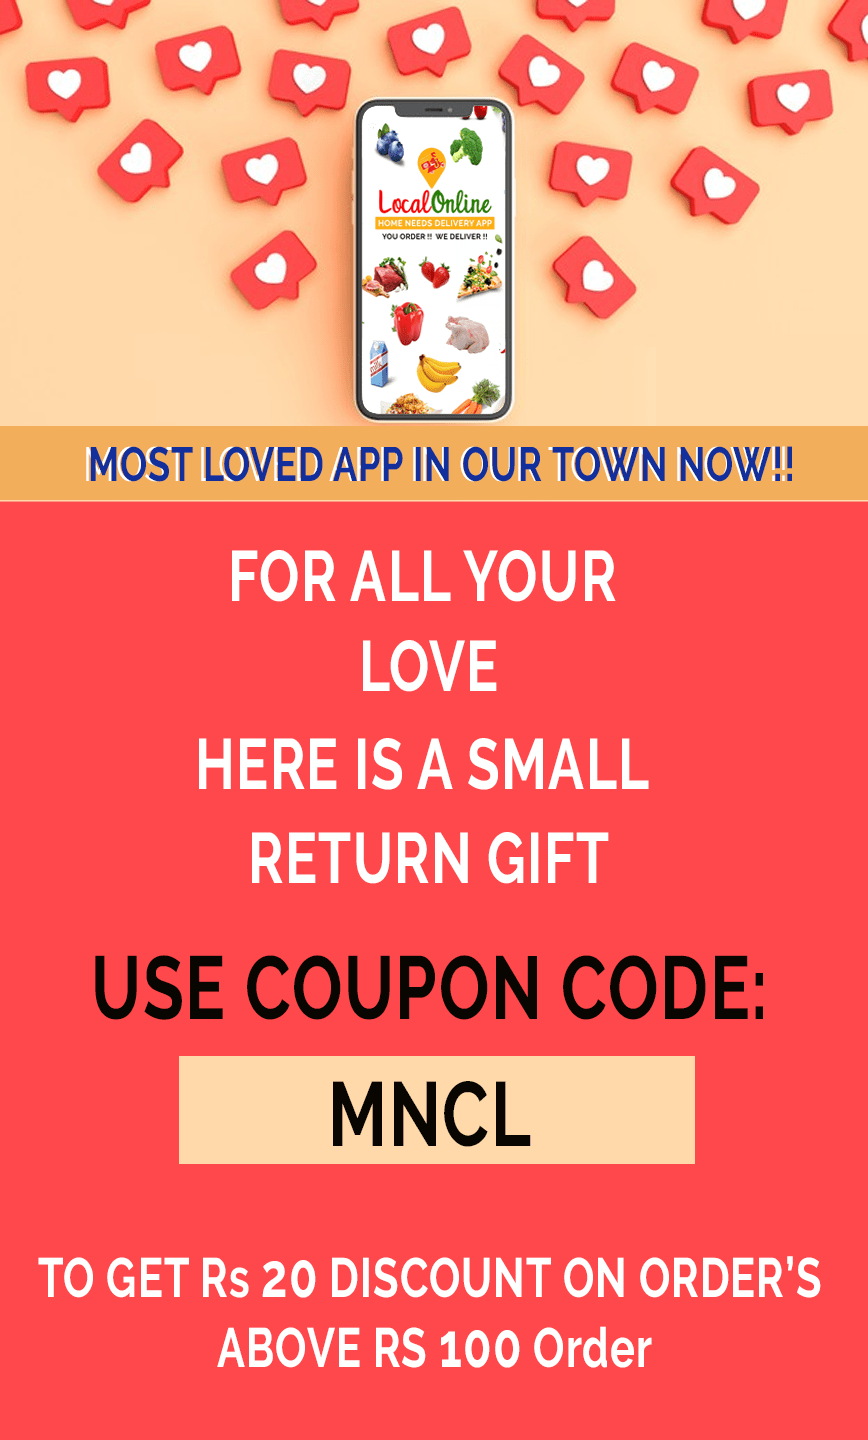 LocalOnline
HOME NEEDS DELIVERY APP
YOU ORDER !! WE DELIVER !!
MOST LOVED APP IN OUR TOWN NOW!!
FOR ALL YOUR
LOVE
HERE IS A SMALL
RETURN GIFT
USE COUPON CODE:
MNCL
TO GET Rs 20 DISCOUNT ON ORDER’S
ABOVE RS 100 Order